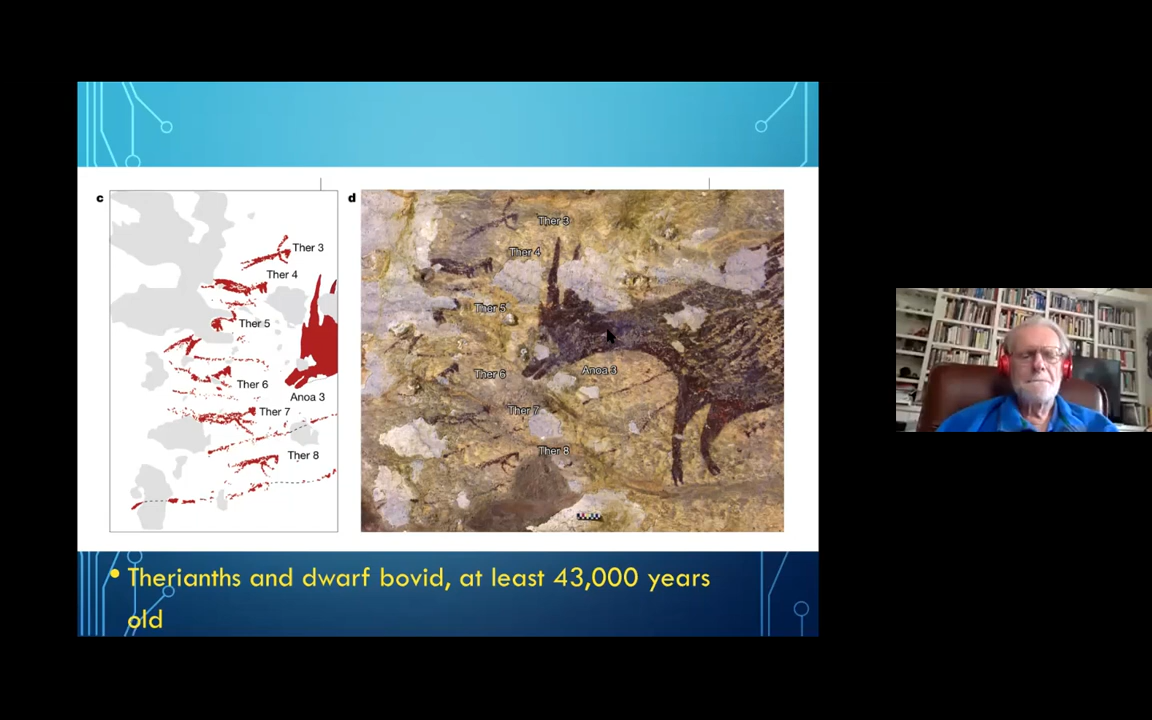 c
Ther 3
Ther 4
Ther 5
Ther 6
Anoa 3
Ther 7
Ther 8
d
Ther 3
Ther 4
Ther 5
Anoa 3
Ther 6
Ther 7
Ther 8
• Therianths and dwarf bovid, at least 43,000 years
old